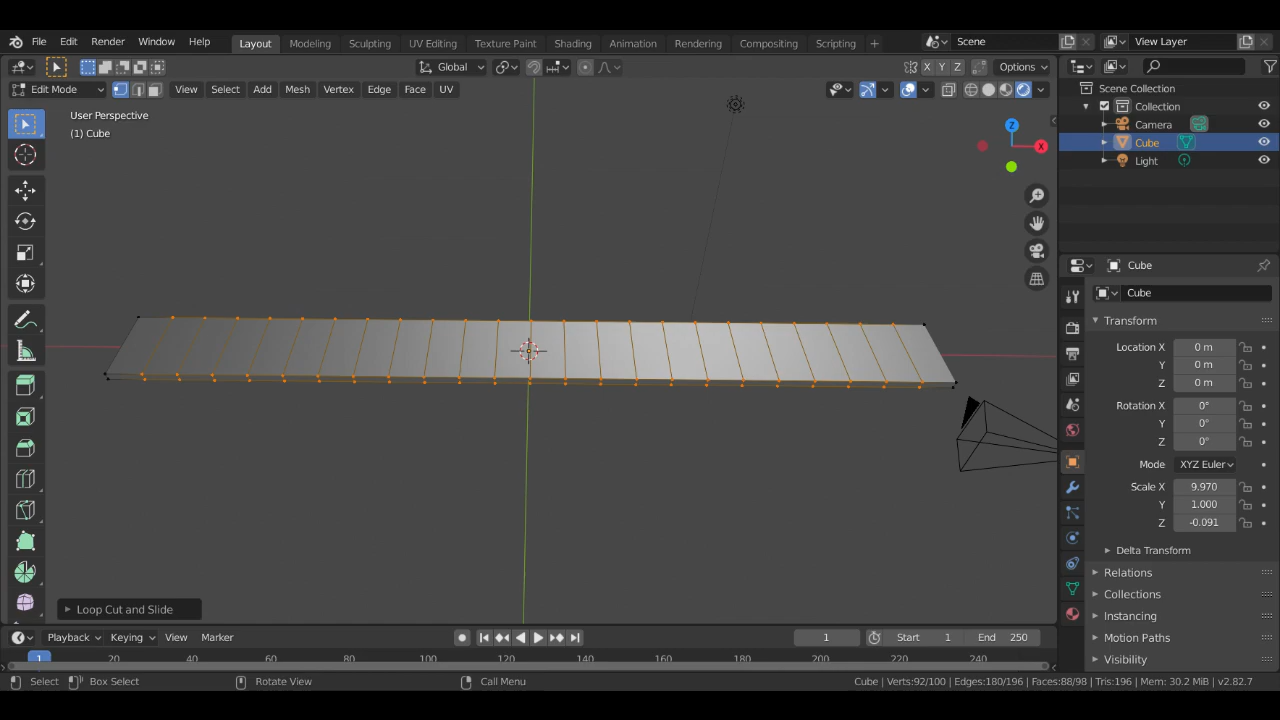 File Edit Render Window Help Layout Modeling Sculpting UV Editing Texture Paint Shading Animation Rendering Compositing Scripting + Scene View Layer
Global X Y Z Options
Edit Mode View Select Add Mesh Vertex Edge Face UV
User Perspective
(1) Cube
Z
X
Loop Cut and Slide
Scene Collection
Collection
Camera
Cube
Light
Cube
Cube
Transform
Location X 0 m
Y 0 m
Z 0 m
Rotation X 0°
Y 0°
Z 0°
Mode XYZ Euler
Scale X 9.970
Y 1.000
Z -0.091
Delta Transform
Relations
Collections
Instancing
Motion Paths
Visibility
Playback Keying View Marker 1 Start 1 End 250
1 20 40 60 80 100 120 140 160 180 200 220 240
Select Box Select Rotate View Call Menu Cube | Verts:92/100 | Edges:180/196 | Faces:88/98 | Tris:196 | Mem: 30.2 MiB | v2.82.7